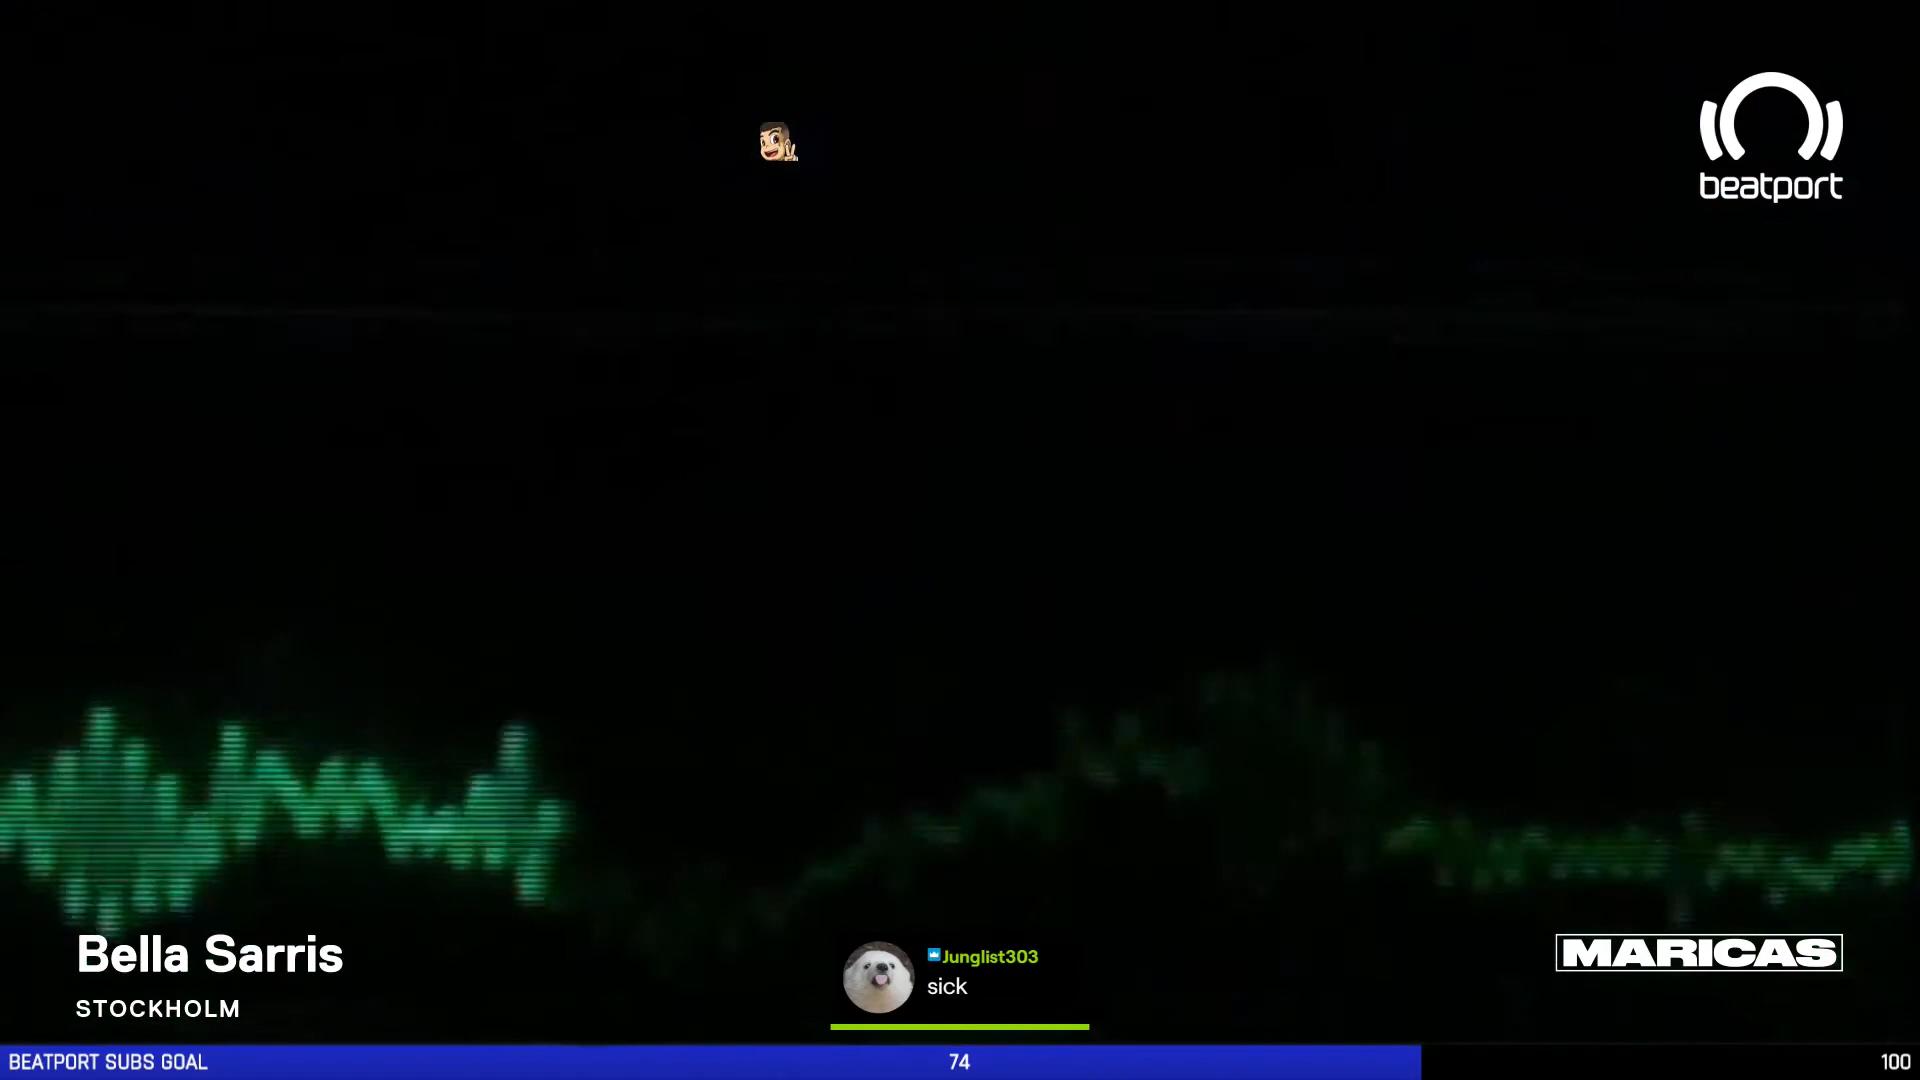 beatport
Bella Sarris
STOCKHOLM
Junglist303
sick
MARICAS
BEATPORT SUBS GOAL
74
100